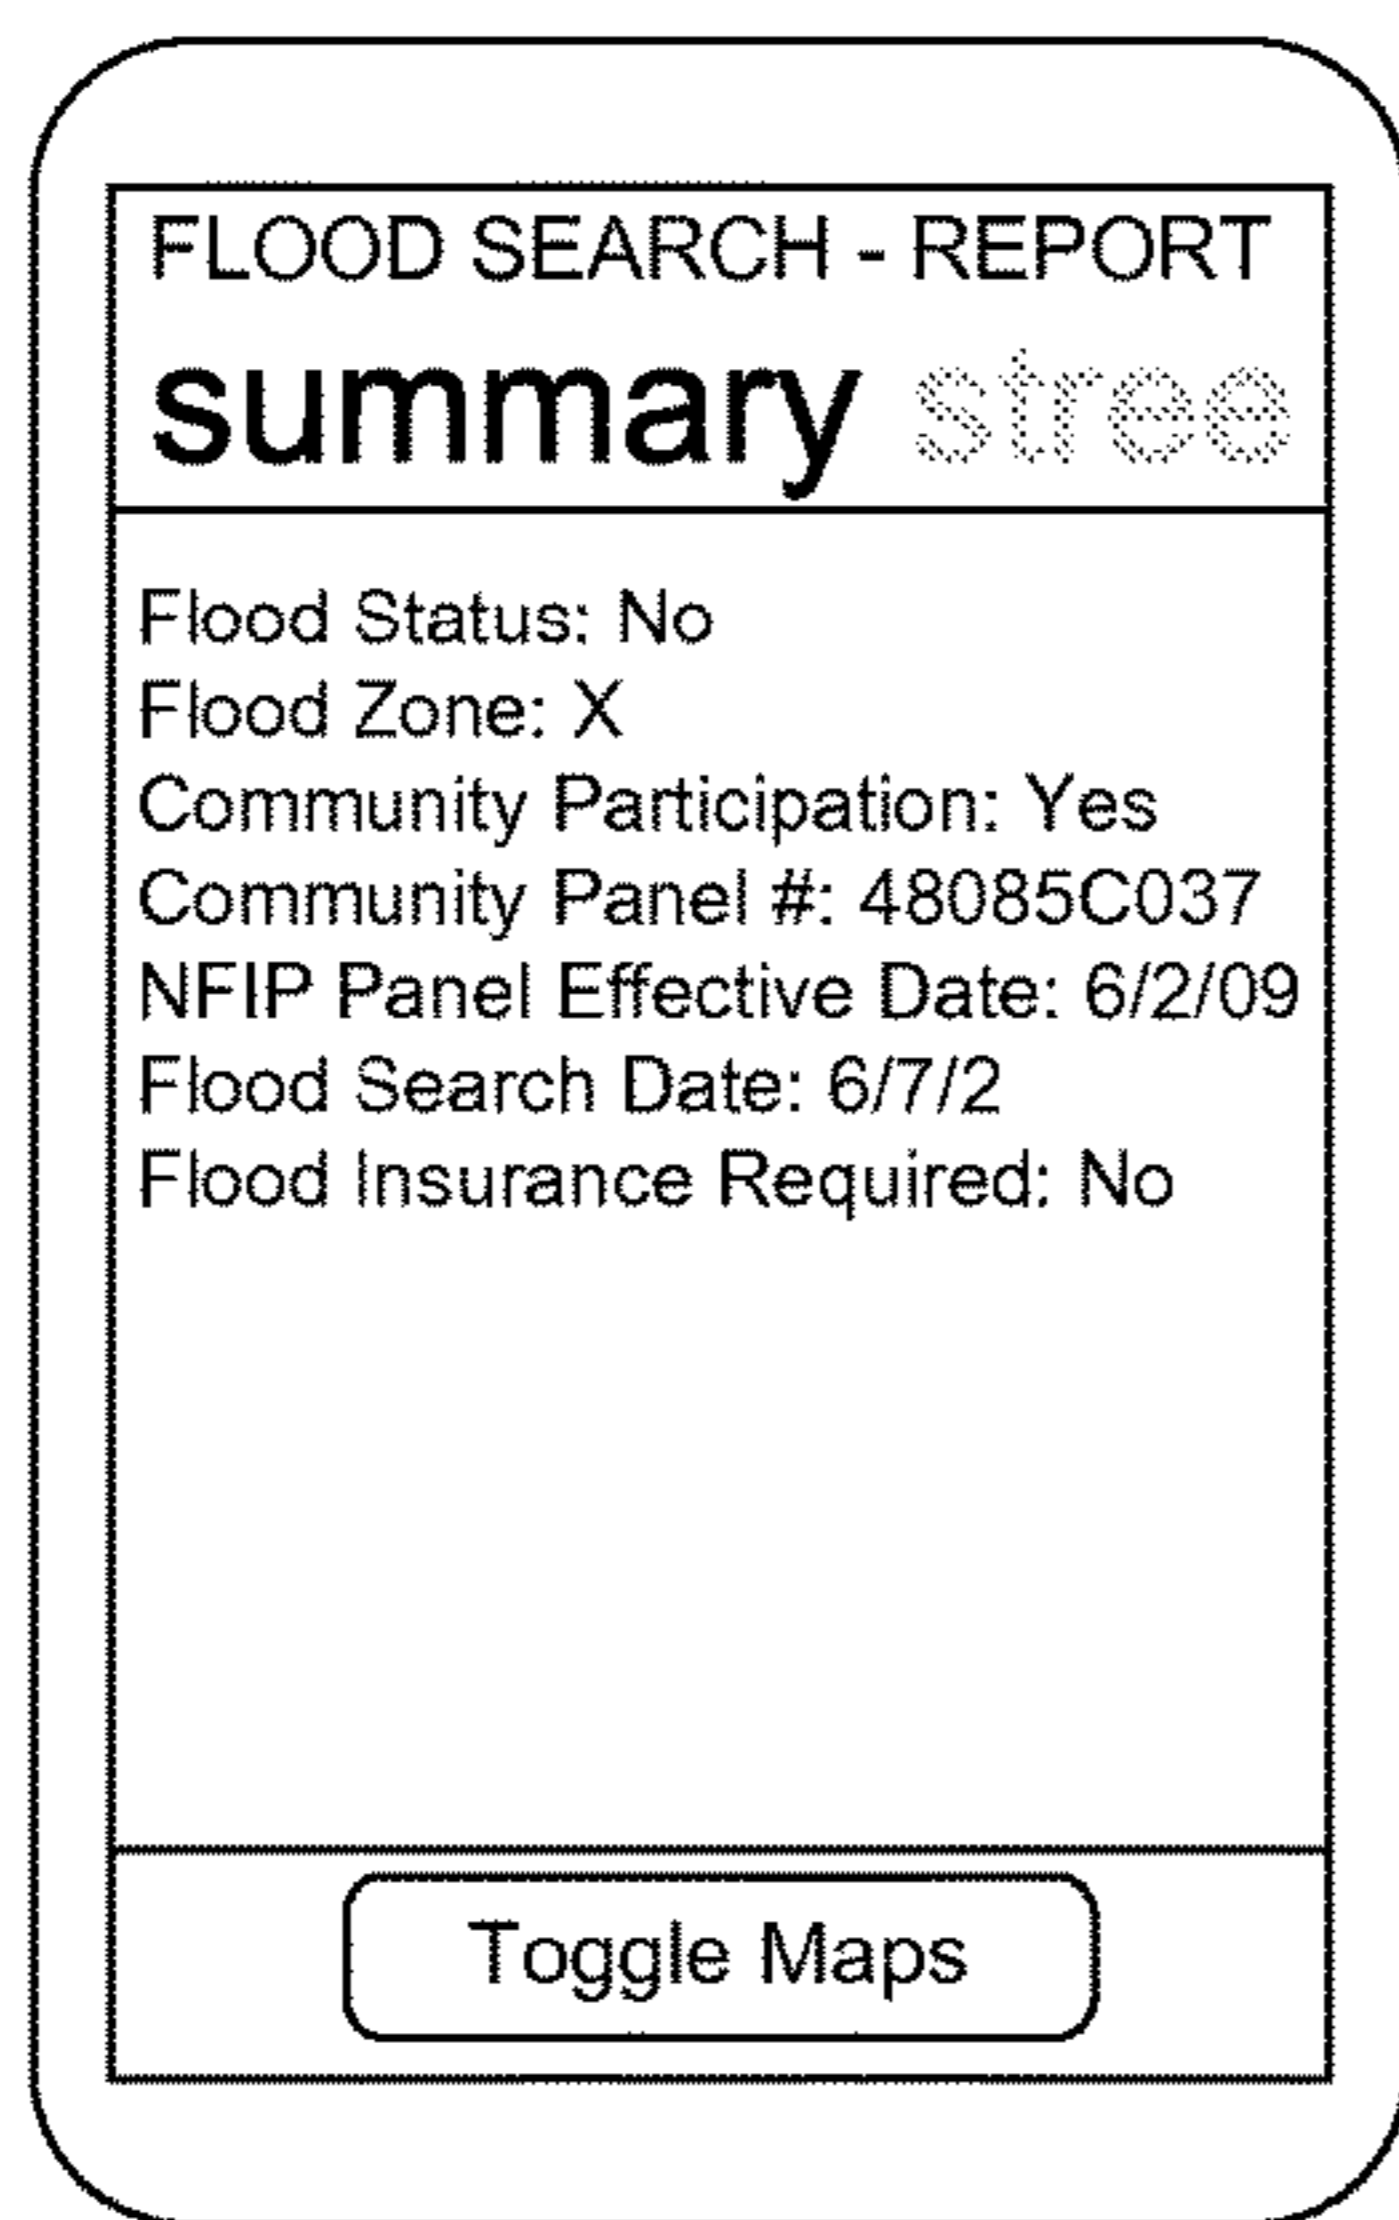 FLOOD SEARCH - REPORT
summary stree
Flood Status: No
Flood Zone: X
Community Participation: Yes
Community Panel #: 48085C037
NFIP Panel Effective Date: 6/2/09
Flood Search Date: 6/7/2
Flood Insurance Required: No
Toggle Maps